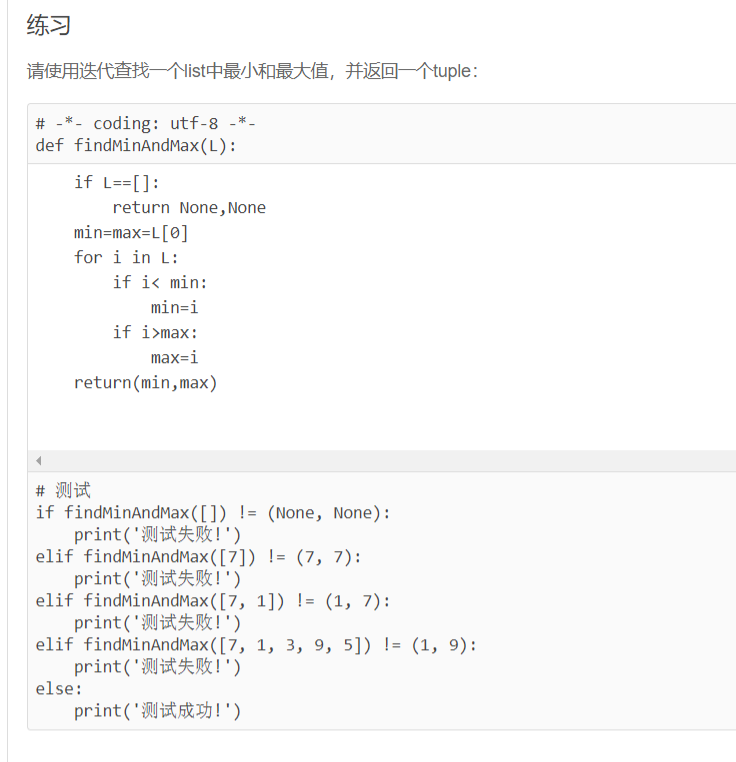 练习
请使用迭代查找一个list中最小和最大值，并返回一个tuple：
# -*- coding: utf-8 -*-
def findMinAndMax(L):
    if L==[]:
        return None,None
    min=max=L[0]
    for i in L:
        if i< min:
            min=i
        if i>max:
            max=i
    return(min,max)
# 测试
if findMinAndMax([]) != (None, None):
    print('测试失败!')
elif findMinAndMax([7]) != (7, 7):
    print('测试失败!')
elif findMinAndMax([7, 1]) != (1, 7):
    print('测试失败!')
elif findMinAndMax([7, 1, 3, 9, 5]) != (1, 9):
    print('测试失败!')
else:
    print('测试成功!')